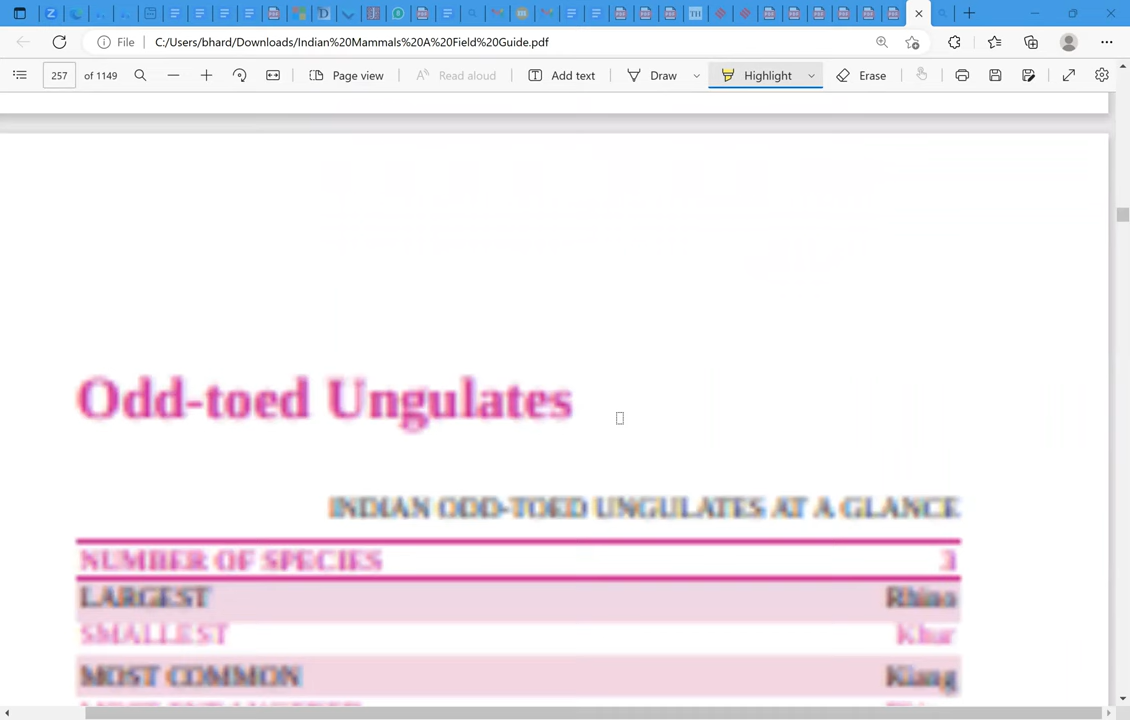 File C:/Users/bhard/Downloads/Indian%20Mammals%20A%20Field%20Guide.pdf
257 of 1149 Page view Read aloud Add text Draw Highlight Erase
Odd-toed Ungulates
INDIAN ODD-TOED UNGULATES AT A GLANCE
NUMBER OF SPECIES 3
LARGEST Rhino
SMALLEST Khur
MOST COMMON Kiang